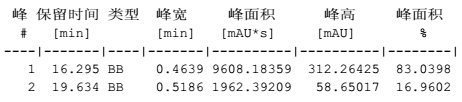 峰 保留时间 类型 峰宽 峰面积 峰高 峰面积
# [min] [min] [mAU*s] [mAU] %
----|-------|----|-------|----------|----------|--------|
1 16.295 BB 0.4639 9608.18359 312.26425 83.0398
2 19.634 BB 0.5186 1962.39209 58.65017 16.9602